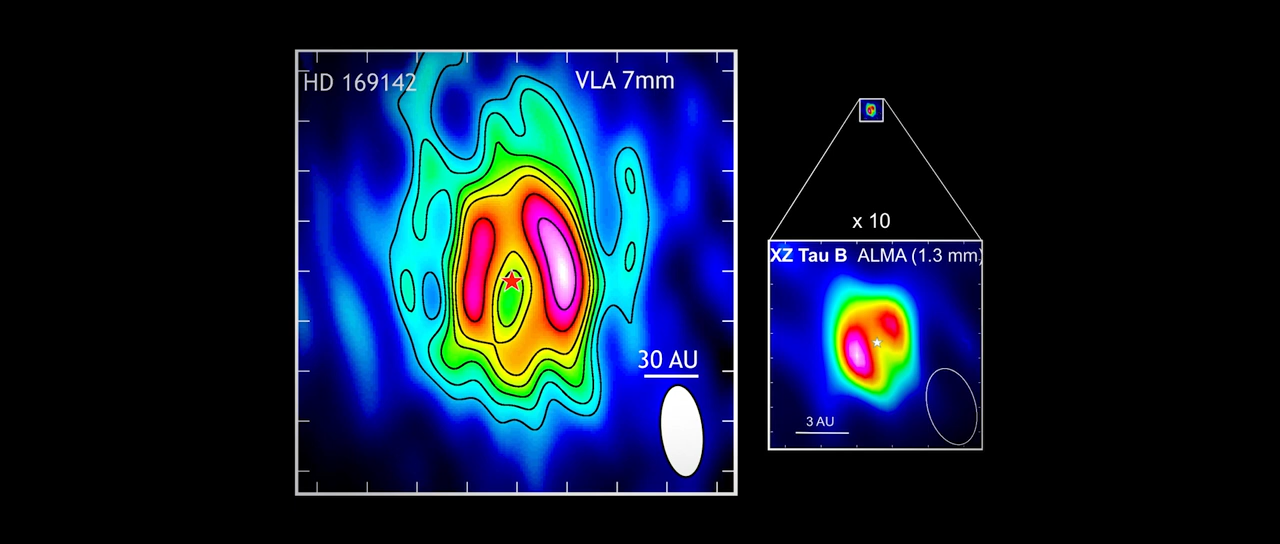 HD 169142
VLA 7mm
30 AU
x 10
XZ Tau B ALMA (1.3 mm)
3 AU